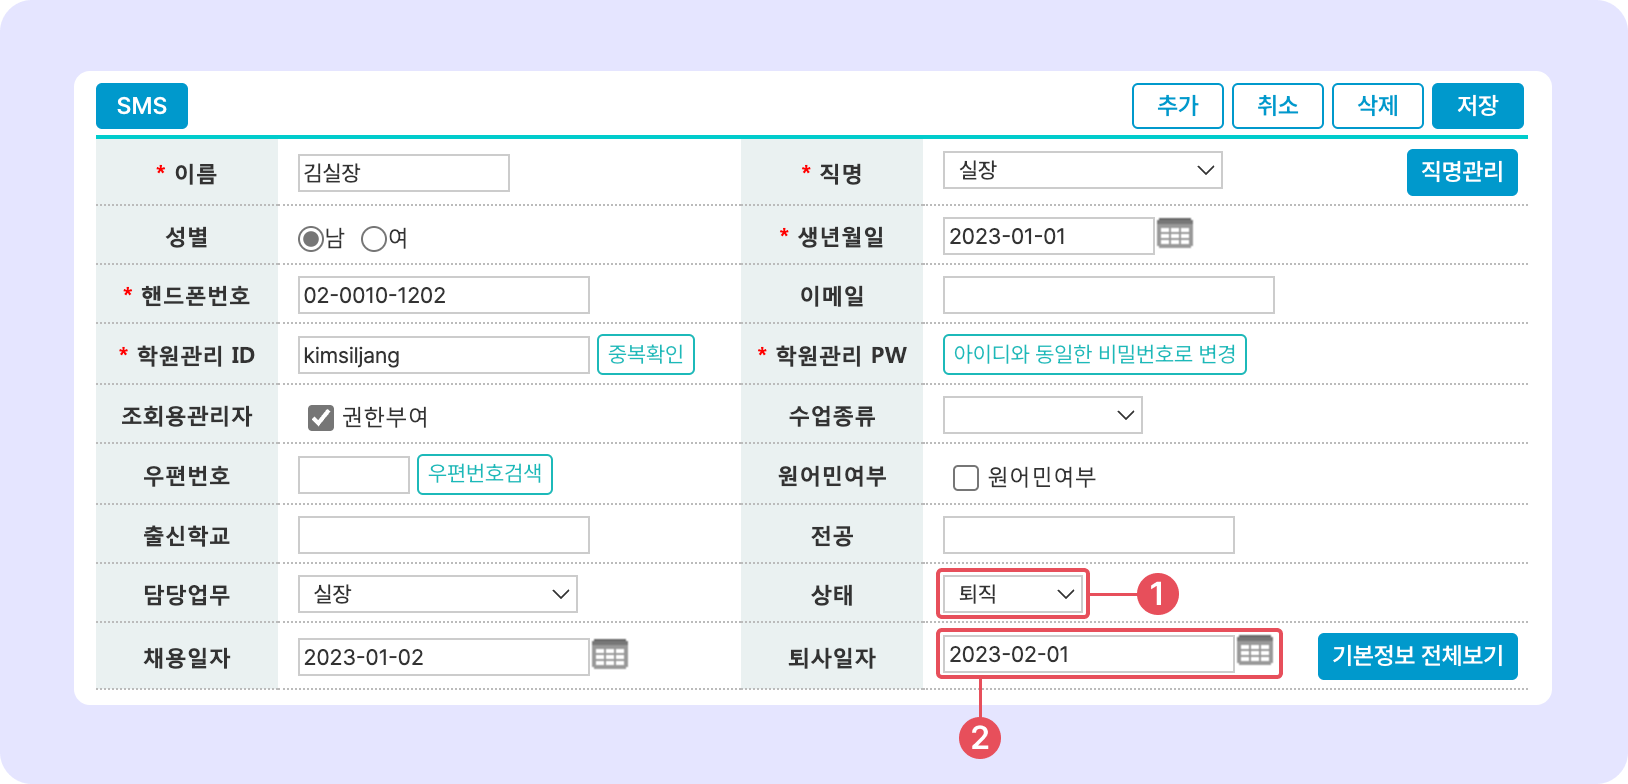 SMS 추가 취소 삭제 저장
* 이름 김실장 * 직명 실장 직명관리
성별 남 여 * 생년월일 2023-01-01
* 핸드폰번호 02-0010-1202 이메일
* 학원관리 ID kimsiljang 중복확인 * 학원관리 PW 아이디와 동일한 비밀번호로 변경
조회용관리자 권한부여 수업종류
우편번호 우편번호검색 원어민여부 원어민여부
출신학교 전공
담당업무 실장 상태 퇴직 1
채용일자 2023-01-02 퇴사일자 2023-02-01 기본정보 전체보기
2